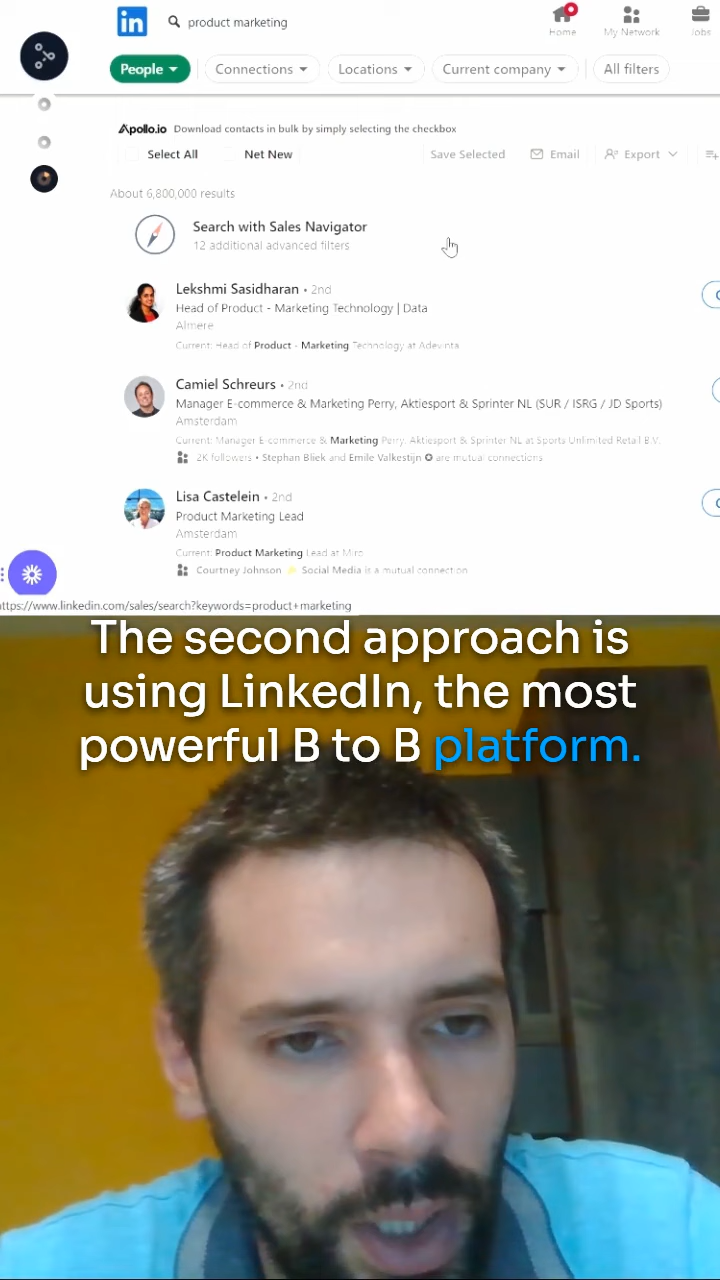 in
product marketing
Home
My Network
Jobs
People
Connections
Locations
Current company
All filters
Apollo.io Download contacts in bulk by simply selecting the checkbox
Select All
Net New
Save Selected
Email
Export
About 6,800,000 results
Search with Sales Navigator
12 additional advanced filters
Lekshmi Sasidharan • 2nd
Head of Product - Marketing Technology | Data
Almere
Current: Head of Product - Marketing Technology at Adevinta
Camiel Schreurs • 2nd
Manager E-commerce & Marketing Perry, Aktiesport & Sprinter NL (SUR / ISRG / JD Sports)
Amsterdam
Current: Manager E-commerce & Marketing Perry, Aktiesport & Sprinter NL at Sports Unlimited Retail B.V.
2K followers • Stephan Bliek and Emile Valkestijn ✪ are mutual connections
Lisa Castelein • 2nd
Product Marketing Lead
Amsterdam
Current: Product Marketing Lead at Miro
Courtney Johnson ⭐ Social Media is a mutual connection
ttps://www.linkedin.com/sales/search?keywords=product+marketing
The second approach is
using LinkedIn, the most
powerful B to B platform.